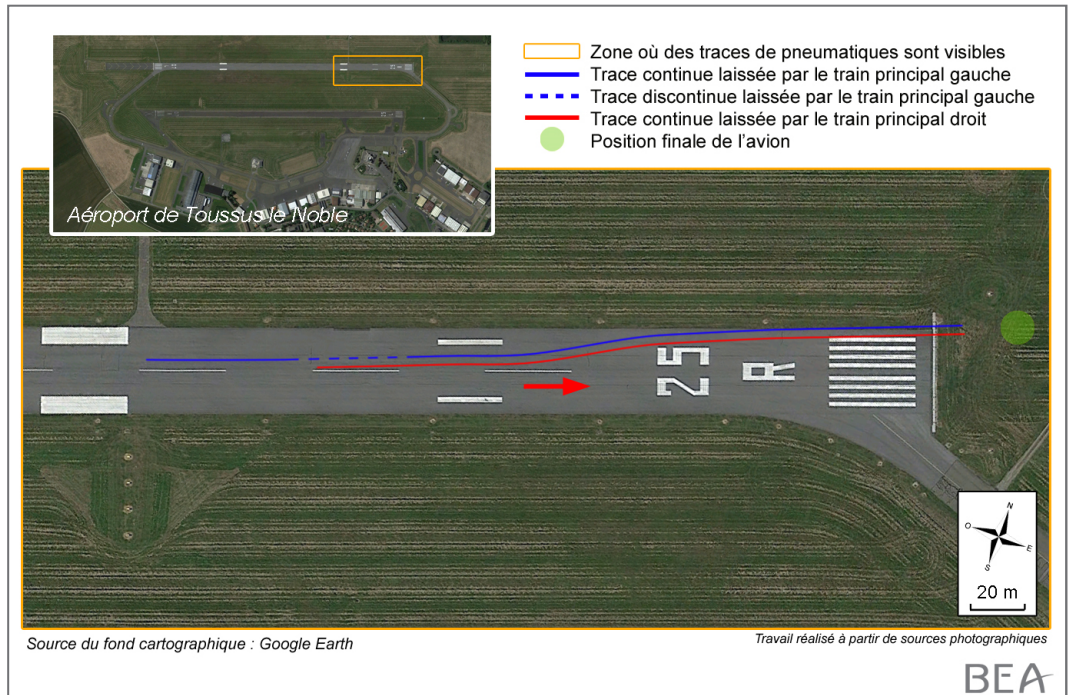 Zone où des traces de pneumatiques sont visibles
Trace continue laissée par le train principal gauche
Trace discontinue laissée par le train principal gauche
Trace continue laissée par le train principal droit
Position finale de l'avion
Aéroport de Toussus le Noble
25
R
N
O
E
S
20 m
Source du fond cartographique : Google Earth
Travail réalisé à partir de sources photographiques
BEA